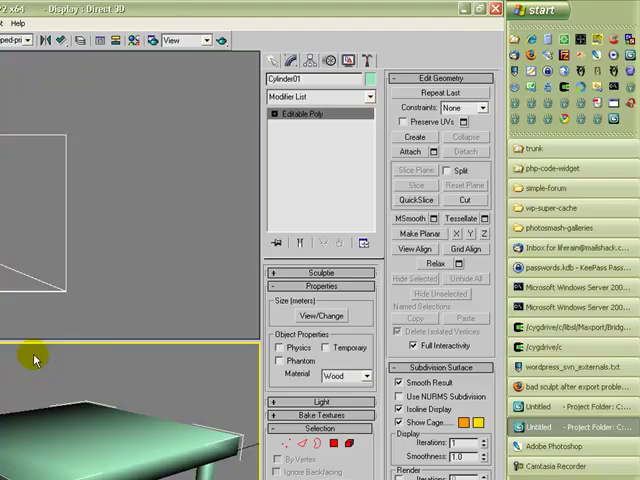 2 x64    - Display : Direct 3D
t Help
View
Cylinder01
Modifier List
Editable Poly
Sculptie
Properties
Size (meters)
View/Change
Object Properties
Physics Temporary
Phantom
Material Wood
Light
Bake Textures
Selection
By Vertex
Ignore Backfacing
Edit Geometry
Repeat Last
Constraints: None
Preserve UVs
Create Collapse
Attach Detach
Slice Plane Split
Slice Reset Plane
QuickSlice Cut
MSmooth Tessellate
Make Planar X Y Z
View Align Grid Align
Relax
Hide Selected Unhide All
Hide Unselected
Named Selections:
Copy Paste
Delete Isolated Vertices
Full Interactivity
Subdivision Surface
Smooth Result
Use NURMS Subdivision
Isoline Display
Show Cage......
Display
Iterations: 1
Smoothness: 1.0
Render
start
trunk
php-code-widget
simple-forum
wp-super-cache
photosmash-galleries
Inbox for liferain@mailshack...
passwords.kdb - KeePass Pass...
Microsoft Windows Server 200...
Microsoft Windows Server 200...
/cygdrive/c/libsl/Maxport/Bridg...
/cygdrive/c
wordpress_svn_externals.txt
bad sculpt after export proble...
Untitled    - Project Folder: C:...
Untitled    - Project Folder: C:...
Adobe Photoshop
Camtasia Recorder